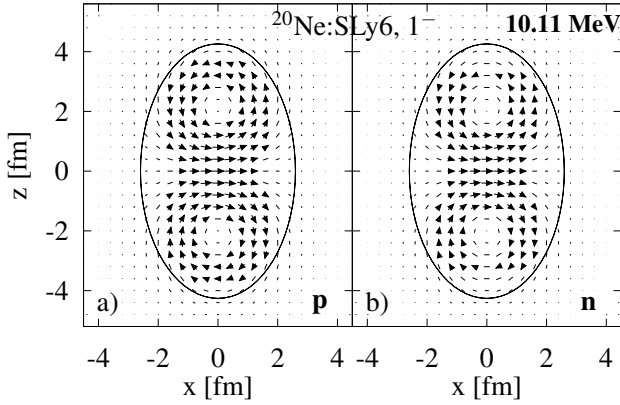 ²⁰Ne:SLy6, 1⁻ 10.11 MeV
4
2
0
-2
-4
z [fm]
a) p b) n
-4 -2 0 2 4 -4 -2 0 2 4
x [fm] x [fm]